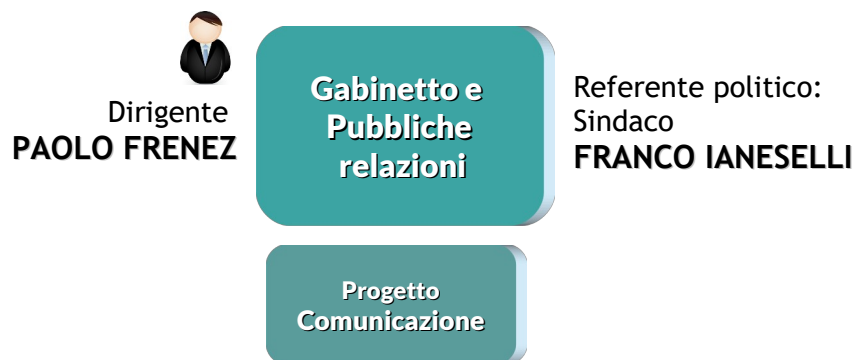 Dirigente
PAOLO FRENEZ
Gabinetto e
Pubbliche
relazioni
Referente politico:
Sindaco
FRANCO IANESELLI
Progetto
Comunicazione